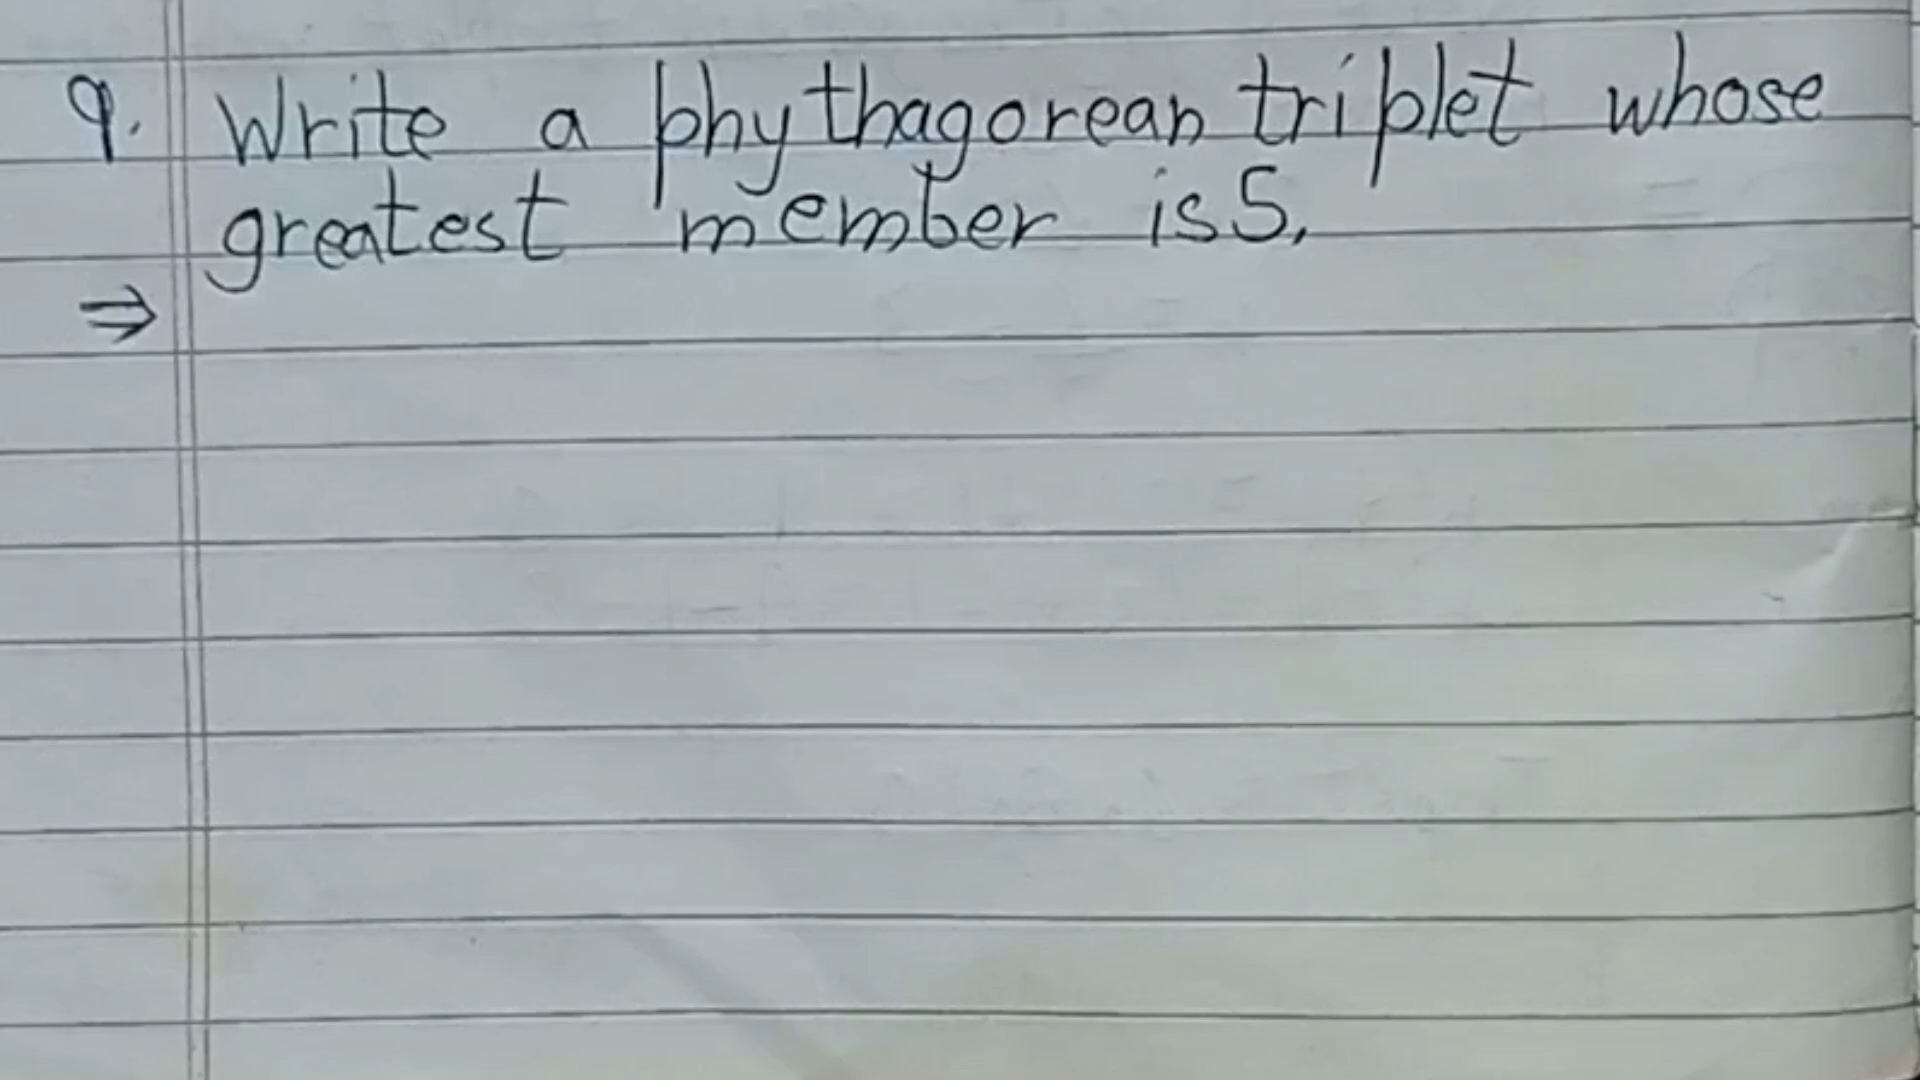 9. Write a phythagorean triplet whose
greatest member is 5.
⇒